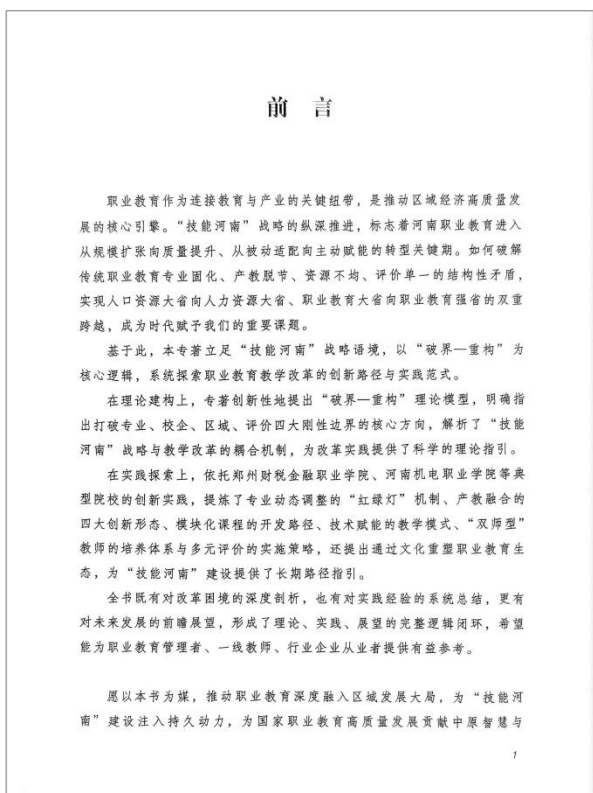 前 言
职业教育作为连接教育与产业的关键纽带，是推动区域经济高质量发
展的核心引擎。“技能河南”战略的纵深推进，标志着河南职业教育进入
从规模扩张向质量提升、从被动适配向主动赋能的转型关键期。如何破解
传统职业教育专业固化、产教脱节、资源不均、评价单一的结构性矛盾，
实现人口资源大省向人力资源大省、职业教育大省向职业教育强省的双重
跨越，成为时代赋予我们的重要课题。
基于此，本专著立足“技能河南”战略语境，以“破界—重构”为
核心逻辑，系统探索职业教育教学改革的创新路径与实践范式。
在理论建构上，专著创新性地提出“破界—重构”理论模型，明确指
出打破专业、校企、区域、评价四大刚性边界的核心方向，解析了“技能
河南”战略与教学改革的耦合机制，为改革实践提供了科学的理论指引。
在实践探索上，依托郑州财税金融职业学院、河南机电职业学院等典
型院校的创新实践，提炼了专业动态调整的“红绿灯”机制、产教融合的
四大创新形态、模块化课程的开发路径、技术赋能的教学模式、“双师型”
教师的培养体系与多元评价的实施策略，还提出通过文化重塑职业教育生
态，为“技能河南”建设提供了长期路径指引。
全书既有对改革困境的深度剖析，也有对实践经验的系统总结，更有
对未来发展的前瞻展望，形成了理论、实践、展望的完整逻辑闭环，希望
能为职业教育管理者、一线教师、行业企业从业者提供有益参考。
愿以本书为媒，推动职业教育深度融入区域发展大局，为“技能河
南”建设注入持久动力，为国家职业教育高质量发展贡献中原智慧与
1